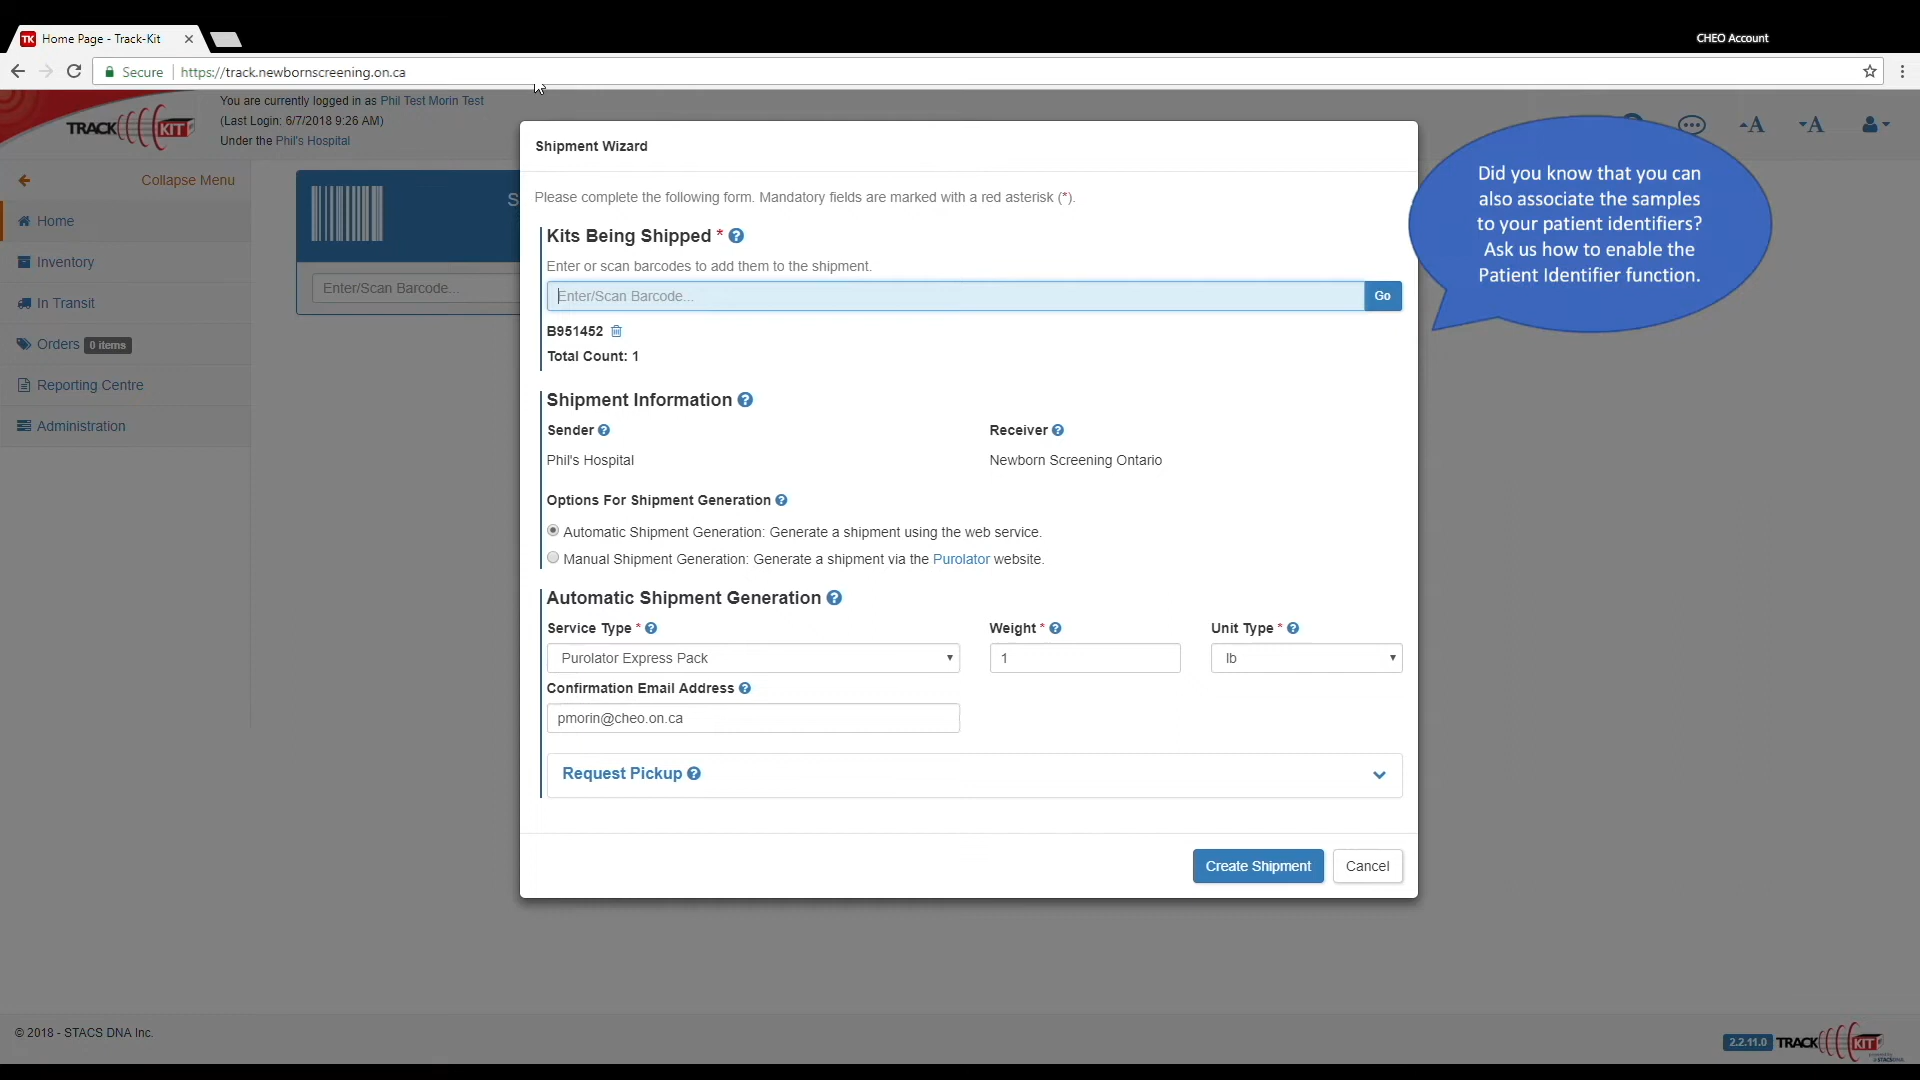 TK Home Page - Track-Kit
CHEO Account
Secure https://track.newbornscreening.on.ca
TRACK KIT
You are currently logged in as Phil Test Morin Test
(Last Login: 6/7/2018 9:26 AM)
Under the Phil's Hospital
A A
Collapse Menu
Home
Inventory
In Transit
Orders 0 items
Reporting Centre
Administration
S
Enter/Scan Barcode...
Shipment Wizard
Please complete the following form. Mandatory fields are marked with a red asterisk (*).
Kits Being Shipped *
Enter or scan barcodes to add them to the shipment.
Enter/Scan Barcode... Go
B951452
Total Count: 1
Shipment Information
Sender Receiver
Phil's Hospital Newborn Screening Ontario
Options For Shipment Generation
Automatic Shipment Generation: Generate a shipment using the web service.
Manual Shipment Generation: Generate a shipment via the Purolator website.
Automatic Shipment Generation
Service Type * Weight * Unit Type *
Purolator Express Pack 1 lb
Confirmation Email Address
pmorin@cheo.on.ca
Request Pickup
Create Shipment Cancel
Did you know that you can
also associate the samples
to your patient identifiers?
Ask us how to enable the
Patient Identifier function.
© 2018 - STACS DNA Inc.
2.2.11.0 TRACK KIT